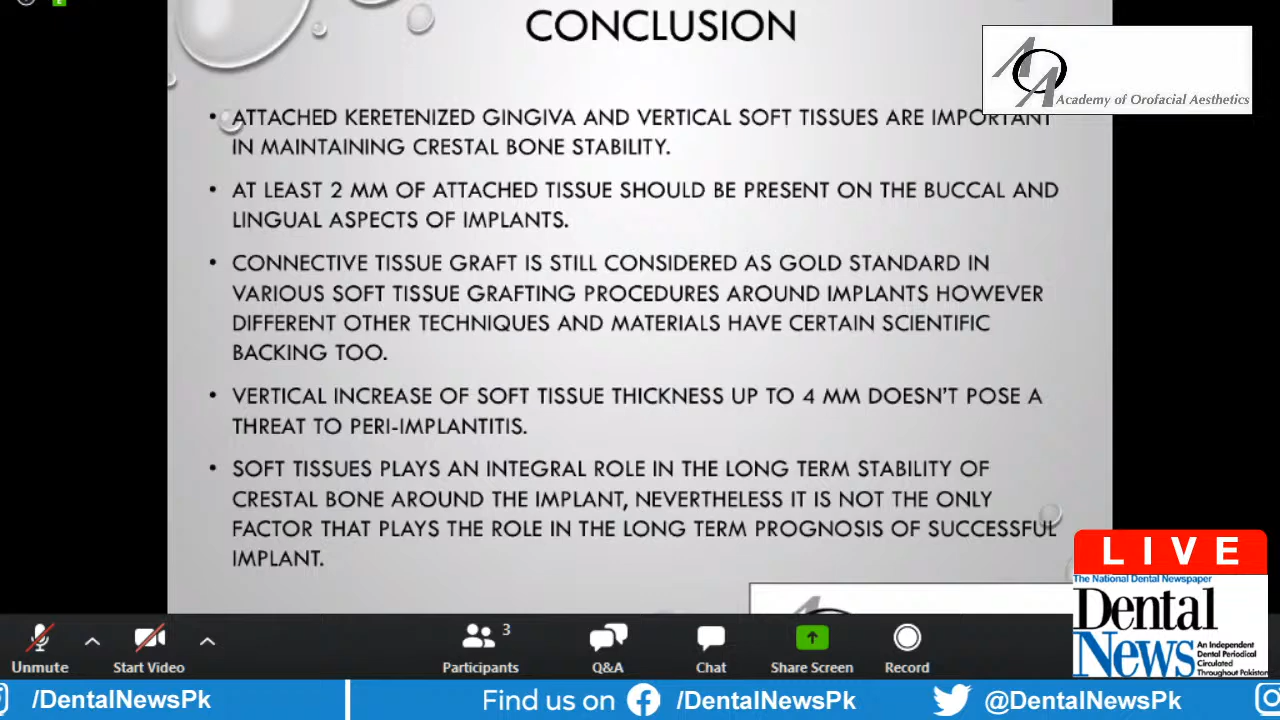 CONCLUSION
Academy of Orofacial Aesthetics
• ATTACHED KERETENIZED GINGIVA AND VERTICAL SOFT TISSUES ARE IMPORTANT
IN MAINTAINING CRESTAL BONE STABILITY.
• AT LEAST 2 MM OF ATTACHED TISSUE SHOULD BE PRESENT ON THE BUCCAL AND
LINGUAL ASPECTS OF IMPLANTS.
• CONNECTIVE TISSUE GRAFT IS STILL CONSIDERED AS GOLD STANDARD IN
VARIOUS SOFT TISSUE GRAFTING PROCEDURES AROUND IMPLANTS HOWEVER
DIFFERENT OTHER TECHNIQUES AND MATERIALS HAVE CERTAIN SCIENTIFIC
BACKING TOO.
• VERTICAL INCREASE OF SOFT TISSUE THICKNESS UP TO 4 MM DOESN'T POSE A
THREAT TO PERI-IMPLANTITIS.
• SOFT TISSUES PLAYS AN INTEGRAL ROLE IN THE LONG TERM STABILITY OF
CRESTAL BONE AROUND THE IMPLANT, NEVERTHELESS IT IS NOT THE ONLY
FACTOR THAT PLAYS THE ROLE IN THE LONG TERM PROGNOSIS OF SUCCESSFUL
IMPLANT.
LIVE
The National Dental Newspaper
Dental
News
An Independent
Dental Periodical
Circulated
Throughout Pakistan
3
Unmute
Start Video
Participants
Q&A
Chat
Share Screen
Record
/DentalNewsPk
Find us on /DentalNewsPk
@DentalNewsPk